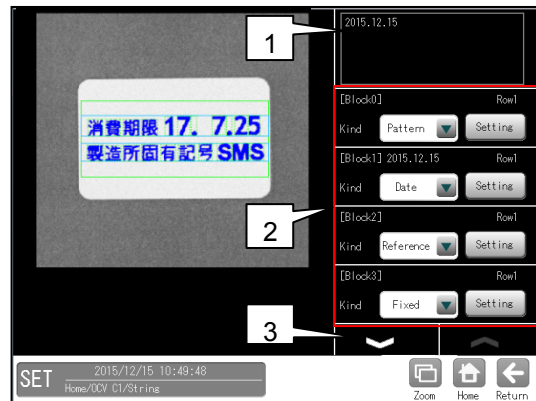 1
2015.12.15
消費期限 17. 7.25
製造所固有記号 SMS
2
[Block0] Row1
Kind Pattern Setting
[Block1] 2015.12.15 Row1
Kind Date Setting
[Block2] Row1
Kind Reference Setting
[Block3] Row1
Kind Fixed Setting
3
SET 2015/12/15 10:49:48
Home/OCV C1/String
Zoom Home Return